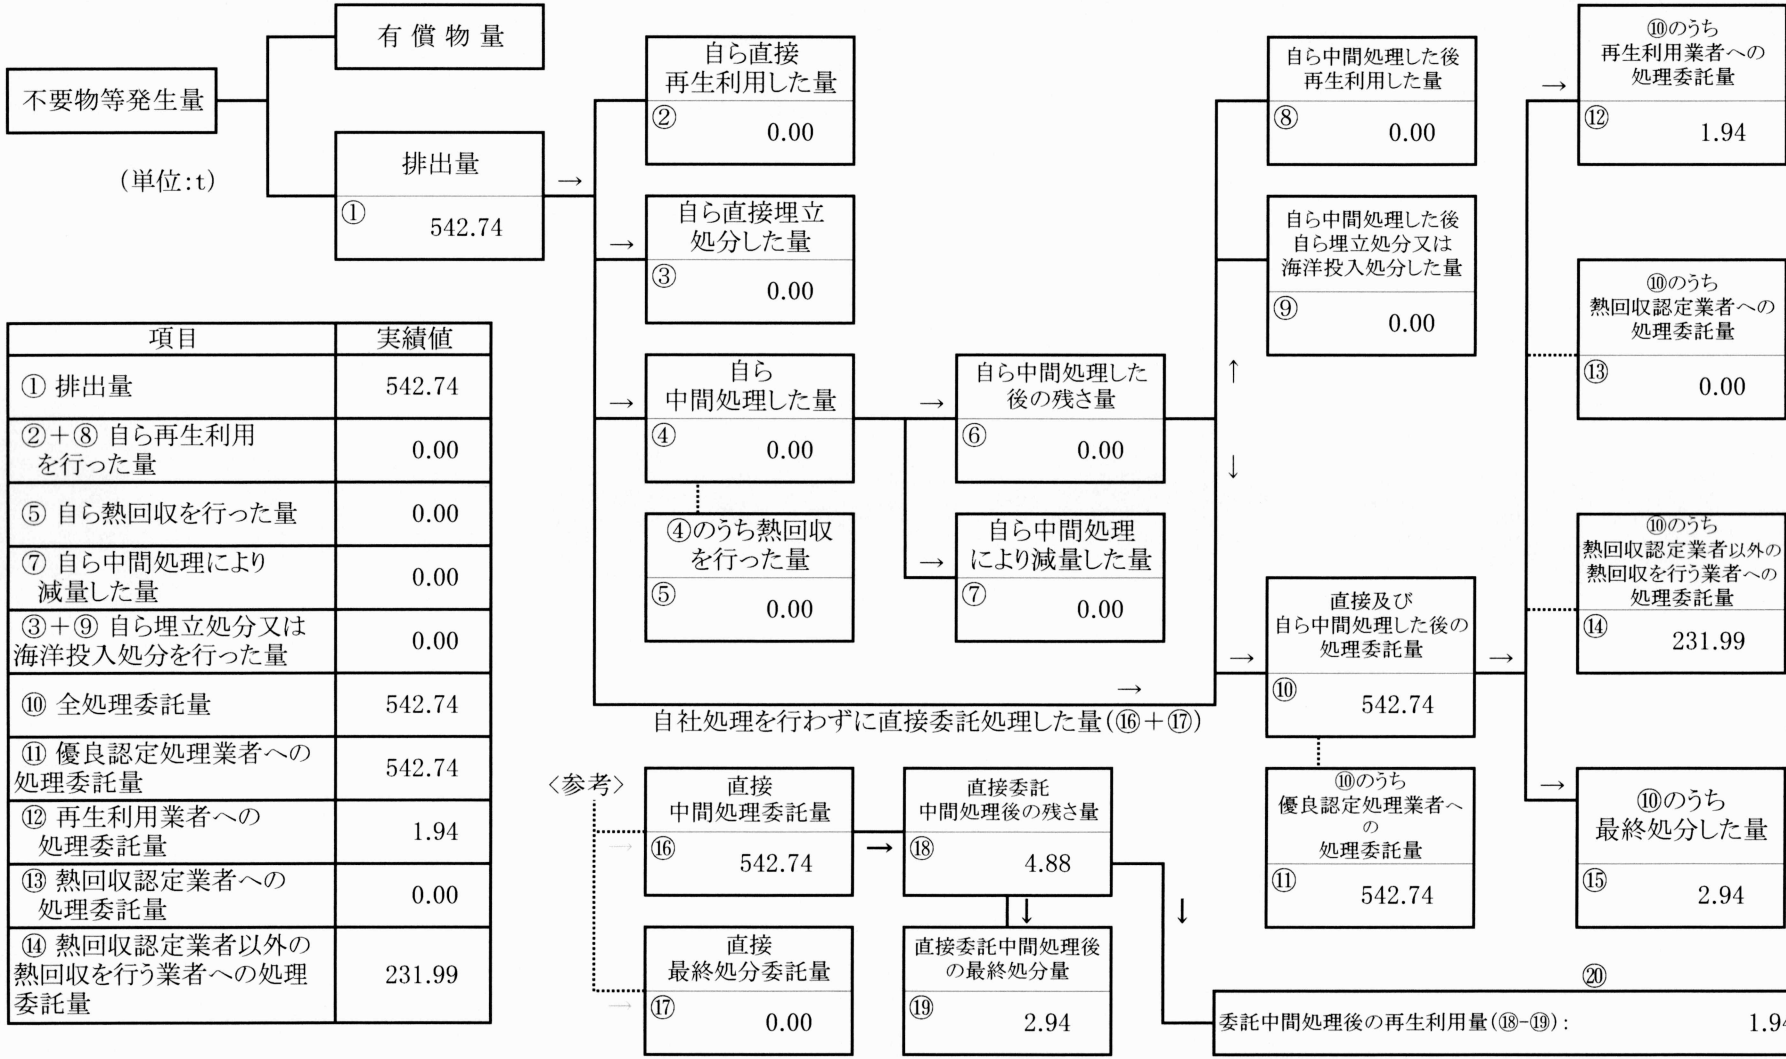 有償物量
不要物等発生量
(単位:t)
排出量
①
542.74
自ら直接
再生利用した量
②
0.00
自ら直接埋立
処分した量
③
0.00
自ら
中間処理した量
④
0.00
④のうち熱回収
を行った量
⑤
0.00
自ら中間処理した
後の残さ量
⑥
0.00
自ら中間処理
により減量した量
⑦
0.00
自ら中間処理した後
再生利用した量
⑧
0.00
自ら中間処理した後
自ら埋立処分又は
海洋投入処分した量
⑨
0.00
直接及び
自ら中間処理した後の
処理委託量
⑩
542.74
⑩のうち
優良認定処理業者へ
の
処理委託量
⑪
542.74
⑩のうち
再生利用業者への
処理委託量
⑫
1.94
⑩のうち
熱回収認定業者への
処理委託量
⑬
0.00
⑩のうち
熱回収認定業者以外の
熱回収を行う業者への
処理委託量
⑭
231.99
⑩のうち
最終処分した量
⑮
2.94
自社処理を行わずに直接委託処理した量(⑯+⑰)
〈参考〉
直接
中間処理委託量
⑯
542.74
直接
最終処分委託量
⑰
0.00
直接委託
中間処理後の残さ量
⑱
4.88
直接委託中間処理後
の最終処分量
⑲
2.94
⑳
委託中間処理後の再生利用量(⑱-⑲): 1.94
項目 実績値
① 排出量 542.74
②+⑧ 自ら再生利用
を行った量 0.00
⑤ 自ら熱回収を行った量 0.00
⑦ 自ら中間処理により
減量した量 0.00
③+⑨ 自ら埋立処分又は
海洋投入処分を行った量 0.00
⑩ 全処理委託量 542.74
⑪ 優良認定処理業者への
処理委託量 542.74
⑫ 再生利用業者への
処理委託量 1.94
⑬ 熱回収認定業者への
処理委託量 0.00
⑭ 熱回収認定業者以外の
熱回収を行う業者への処理
委託量 231.99